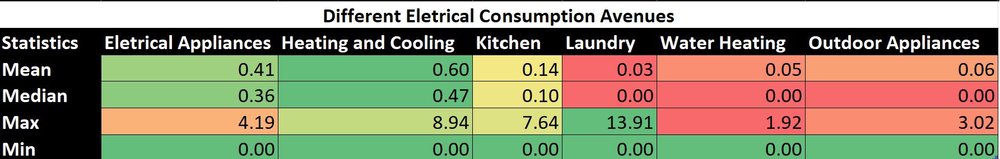 Different Eletrical Consumption Avenues
Statistics Eletrical Appliances Heating and Cooling Kitchen Laundry Water Heating Outdoor Appliances
Mean 0.41 0.60 0.14 0.03 0.05 0.06
Median 0.36 0.47 0.10 0.00 0.00 0.00
Max 4.19 8.94 7.64 13.91 1.92 3.02
Min 0.00 0.00 0.00 0.00 0.00 0.00